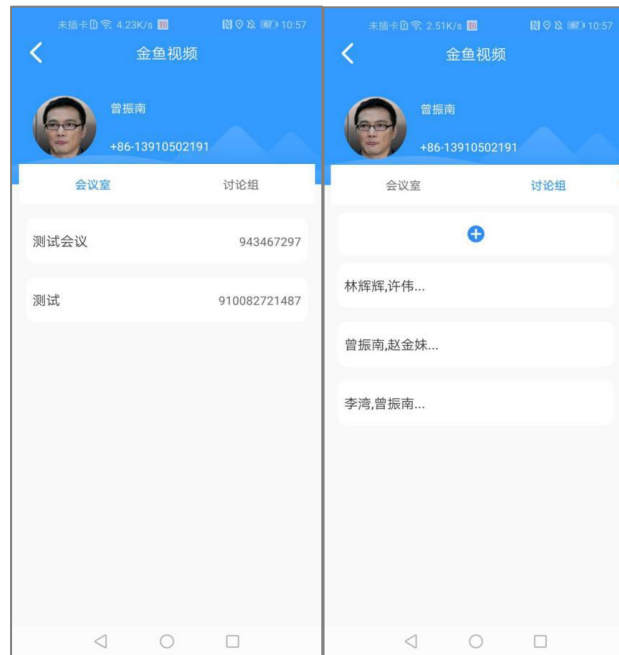 未插卡 4.23K/s 10:57
金鱼视频
曾振南
+86-13910502191
会议室 讨论组
测试会议 943467297
测试 910082721487
未插卡 2.51K/s 10:57
金鱼视频
曾振南
+86-13910502191
会议室 讨论组
林辉辉,许伟...
曾振南,赵金妹...
李湾,曾振南...